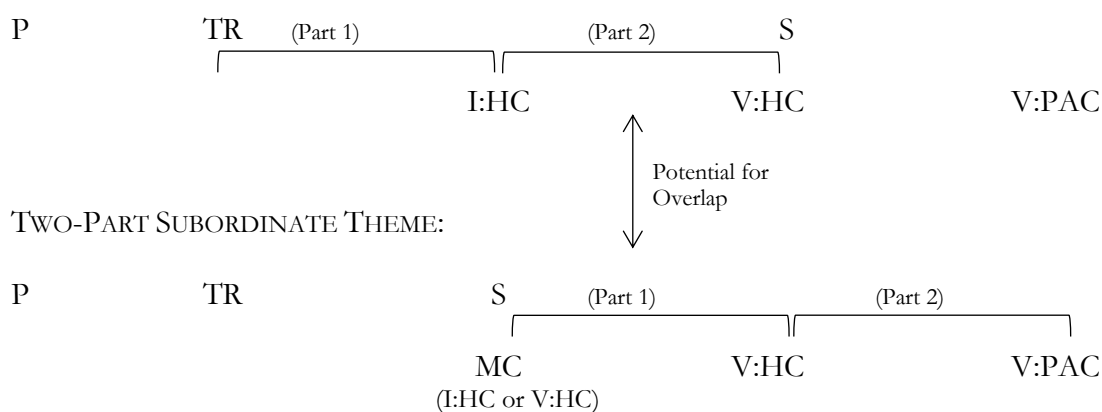 P TR (Part 1) (Part 2) S
I:HC V:HC V:PAC
Potential for
Overlap
TWO-PART SUBORDINATE THEME:
P TR S (Part 1) (Part 2)
MC V:HC V:PAC
(I:HC or V:HC)